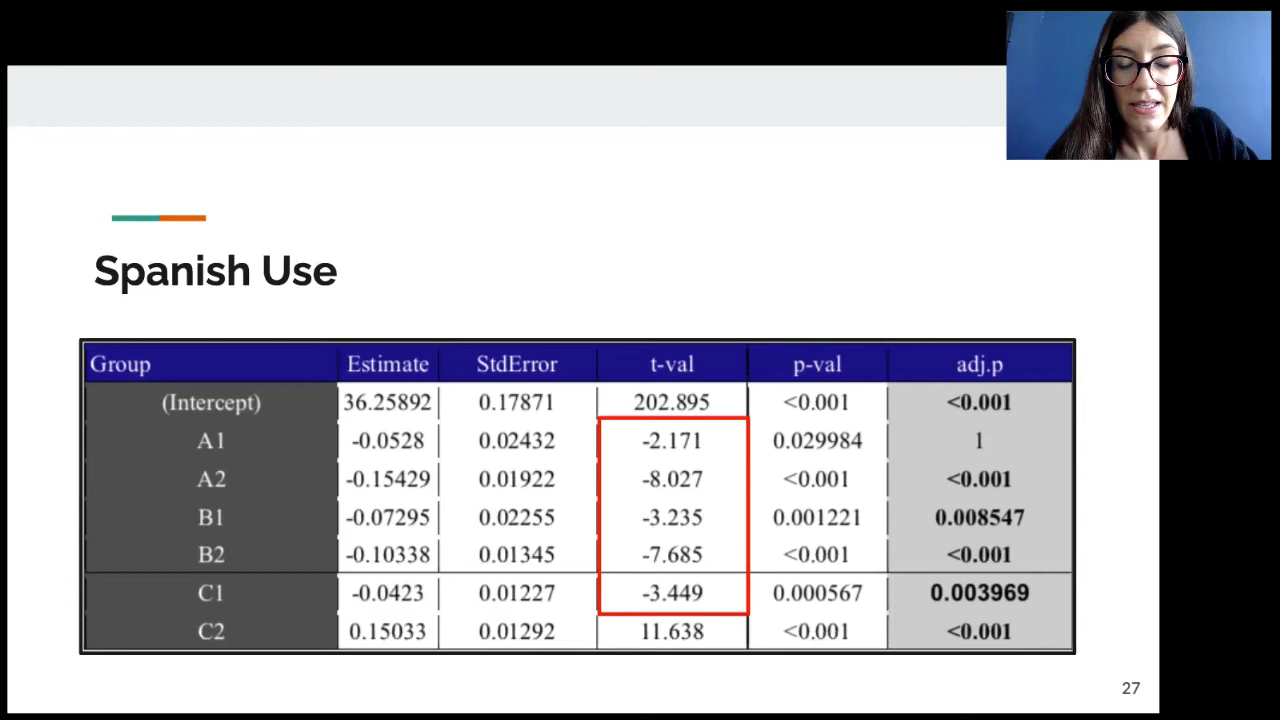 Spanish Use
Group Estimate StdError t-val p-val adj.p
(Intercept) 36.25892 0.17871 202.895 <0.001 <0.001
A1 -0.0528 0.02432 -2.171 0.029984 1
A2 -0.15429 0.01922 -8.027 <0.001 <0.001
B1 -0.07295 0.02255 -3.235 0.001221 0.008547
B2 -0.10338 0.01345 -7.685 <0.001 <0.001
C1 -0.0423 0.01227 -3.449 0.000567 0.003969
C2 0.15033 0.01292 11.638 <0.001 <0.001
27